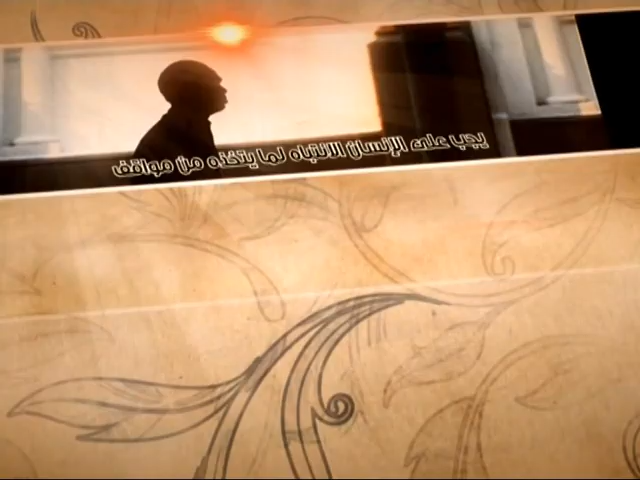 يجب على الإنسان الانتباه لما يتخذه من مواقف